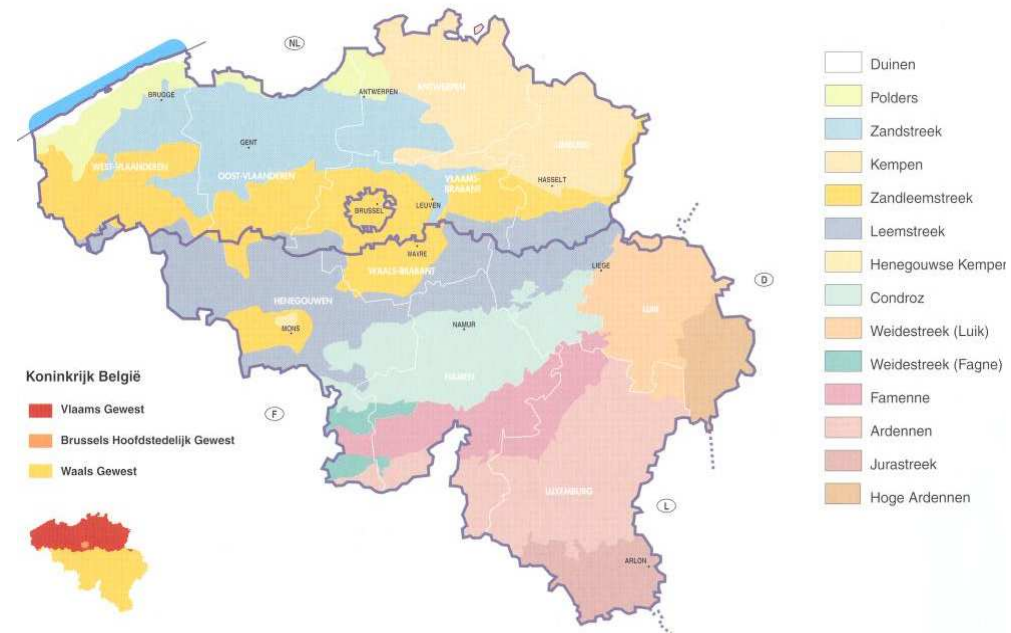 NL
BRUGGE
ANTWERPEN
ANTWERPEN
GENT
LIMBURG
WEST-VLAANDEREN
OOST-VLAANDEREN
VLAAMS-
BRABANT
HASSELT
LEUVEN
BRUSSEL
WAVRE
WAALS-BRABANT
LIEGE
D
HENEGOUWEN
MONS
NAMUR
LUIK
NAMEN
F
LUXEMBURG
L
ARLON
Duinen
Polders
Zandstreek
Kempen
Zandleemstreek
Leemstreek
Henegouwse Kemper
Condroz
Weidestreek (Luik)
Weidestreek (Fagne)
Famenne
Ardennen
Jurastreek
Hoge Ardennen
Koninkrijk België
Vlaams Gewest
Brussels Hoofdstedelijk Gewest
Waals Gewest